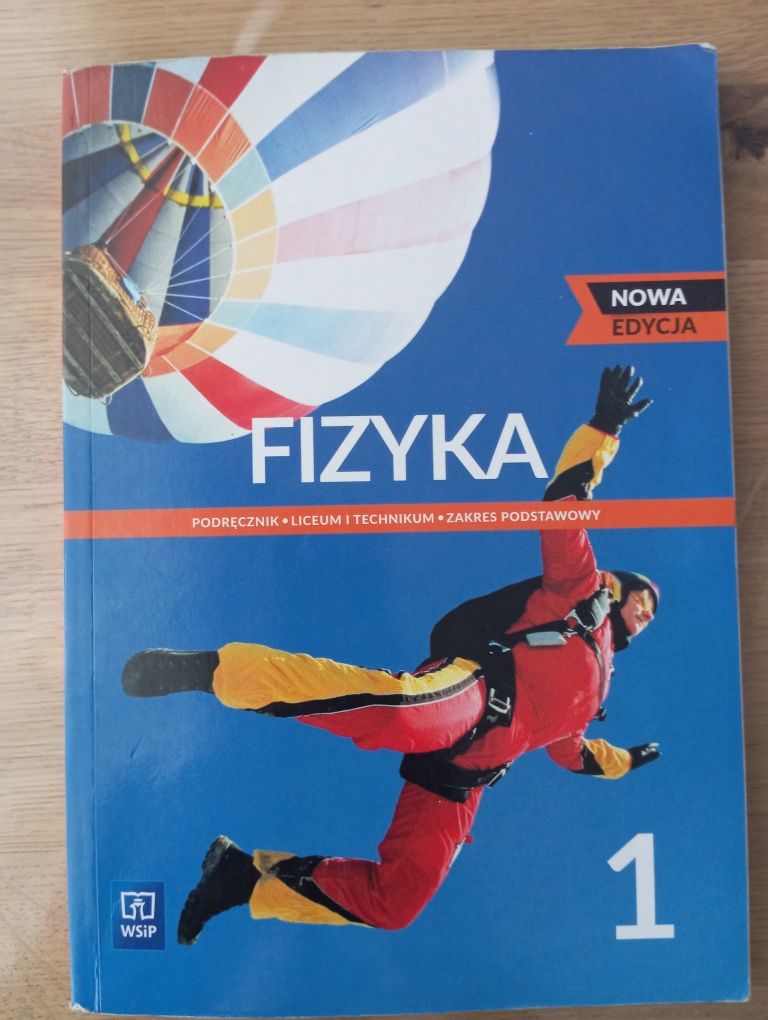 NOWA
EDYCJA
FIZYKA
PODRĘCZNIK • LICEUM I TECHNIKUM • ZAKRES PODSTAWOWY
1
WSiP